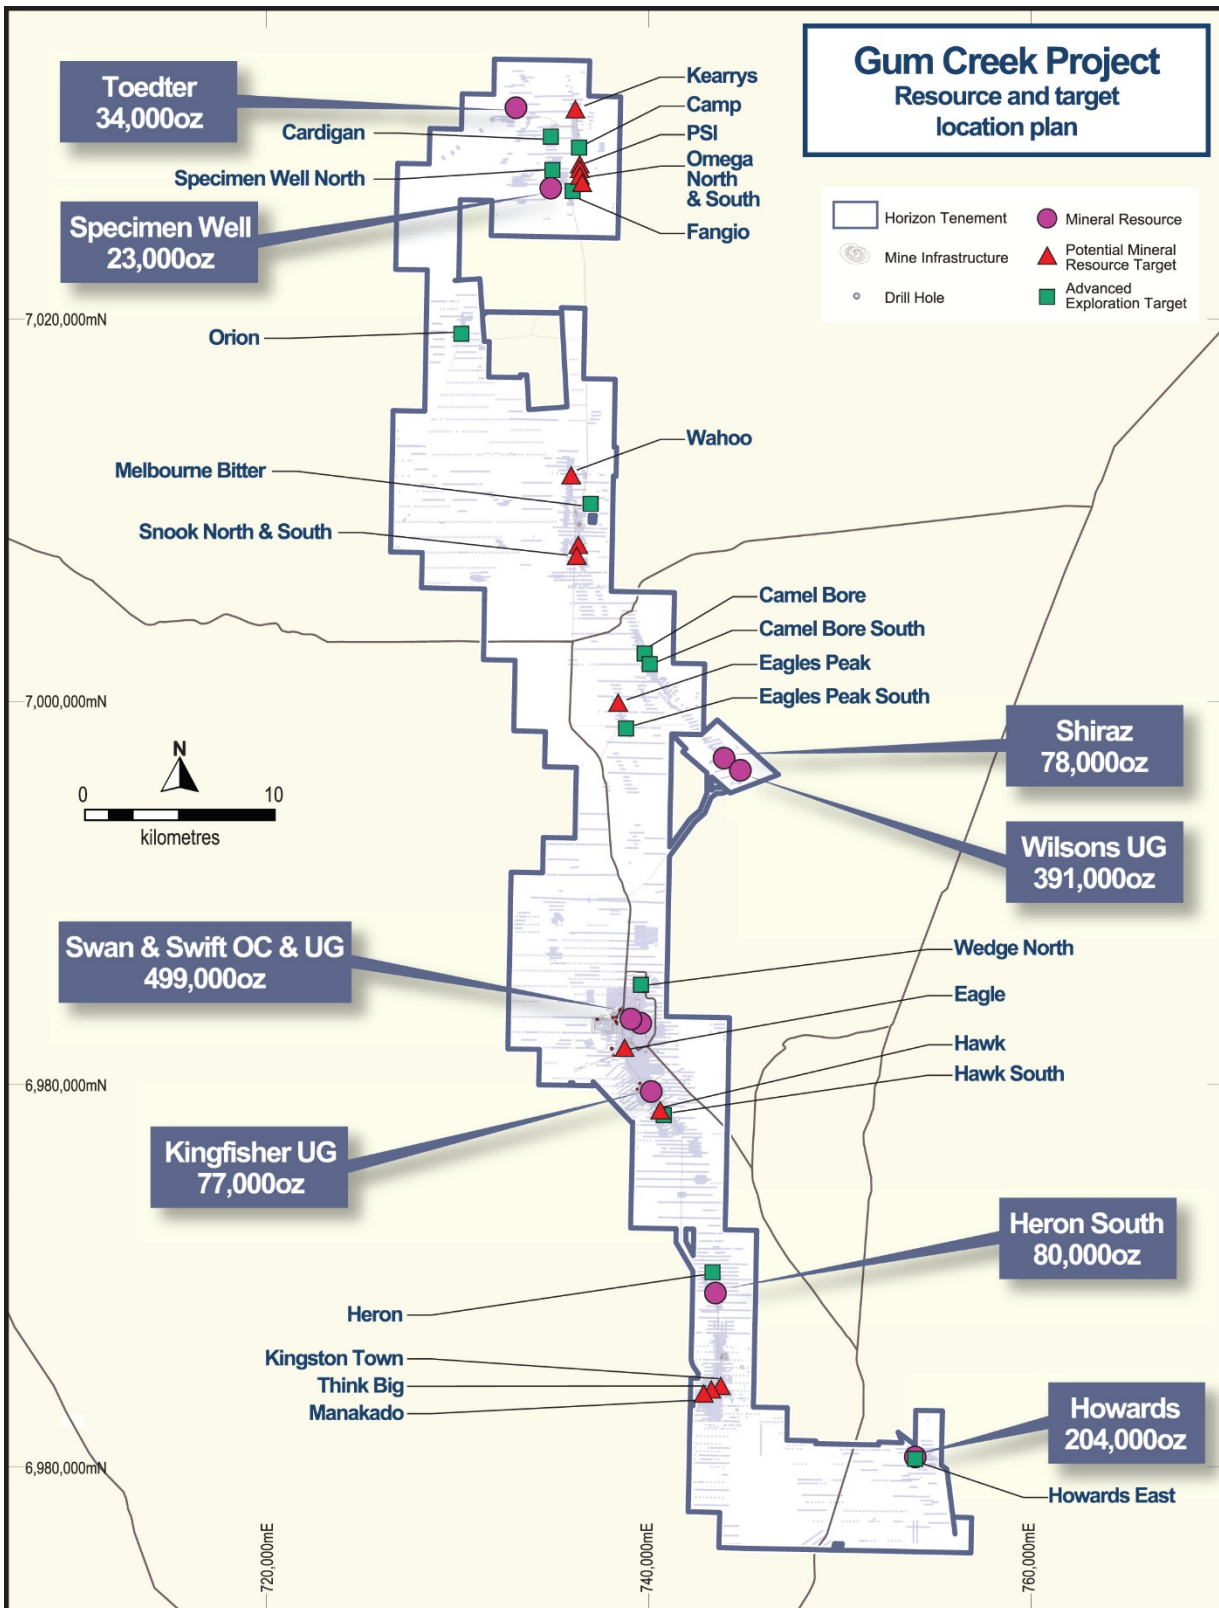 Gum Creek Project
Resource and target
location plan
Horizon Tenement
Mine Infrastructure
Drill Hole
Mineral Resource
Potential Mineral
Resource Target
Advanced
Exploration Target
Toedter
34,000oz
Kearrys
Camp
Cardigan
PSI
Omega
North
& South
Specimen Well North
Specimen Well
23,000oz
Fangio
7,020,000mN
Orion
Wahoo
Melbourne Bitter
Snook North & South
Camel Bore
Camel Bore South
Eagles Peak
Eagles Peak South
7,000,000mN
Shiraz
78,000oz
N
0 10
kilometres
Wilsons UG
391,000oz
Swan & Swift OC & UG
499,000oz
Wedge North
Eagle
Hawk
Hawk South
6,980,000mN
Kingfisher UG
77,000oz
Heron South
80,000oz
Heron
Kingston Town
Think Big
Manakado
Howards
204,000oz
6,980,000mN
Howards East
720,000mE
740,000mE
760,000mE